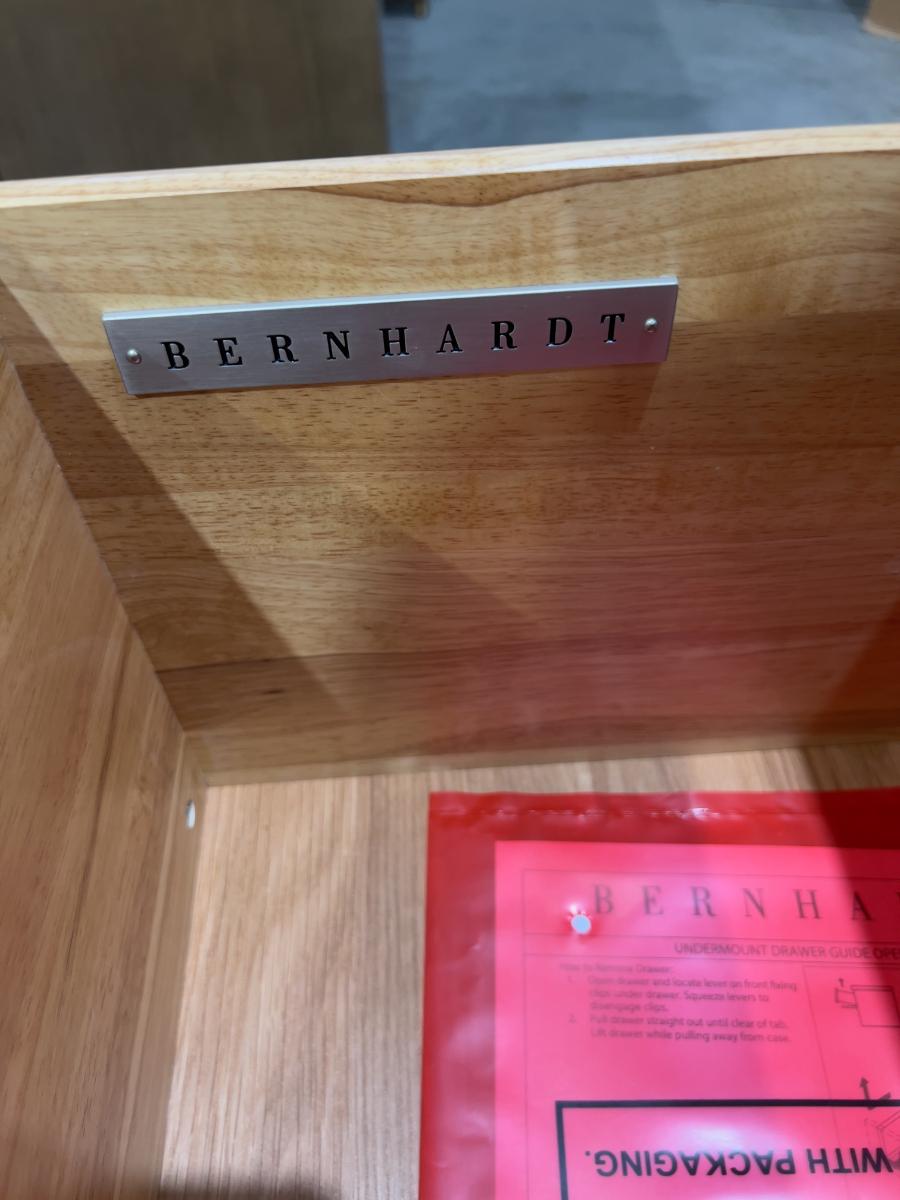 BERNHARDT
BERNHA
UNDERMOUNT DRAWER GUIDE OPE
How to Remove Drawer:
1. Open drawer and locate lever on front fixing
clips under drawer. Squeeze levers to
disengage clips.
2. Pull drawer straight out until clear of tab.
Lift drawer while pulling away from case.
WITH PACKAGING.